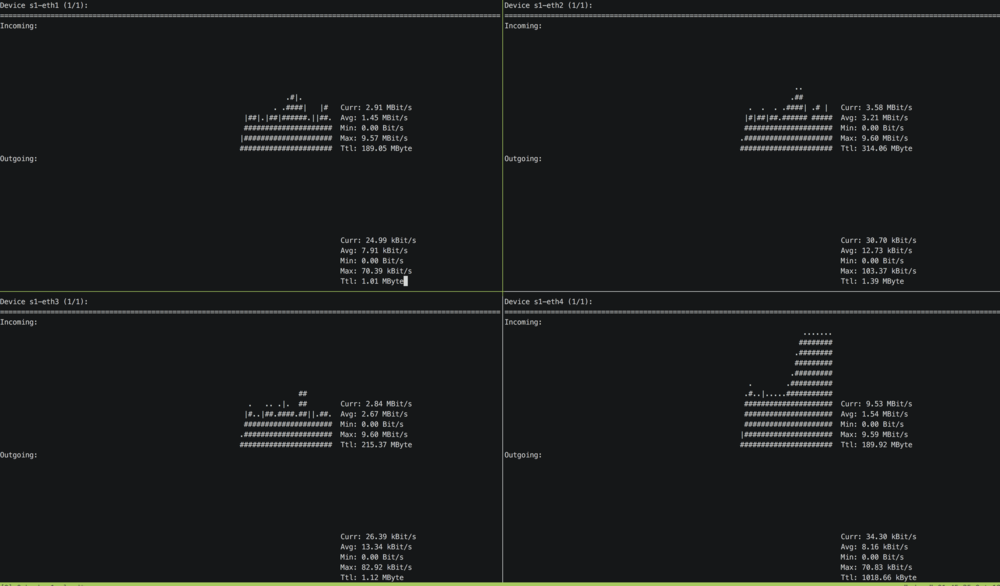 Device s1-eth1 (1/1):
Incoming:
Curr: 2.91 MBit/s
Avg: 1.45 MBit/s
Min: 0.00 Bit/s
Max: 9.57 MBit/s
Ttl: 189.05 MByte
Outgoing:
Curr: 24.99 kBit/s
Avg: 7.91 kBit/s
Min: 0.00 Bit/s
Max: 70.39 kBit/s
Ttl: 1.01 MByte
Device s1-eth2 (1/1):
Incoming:
Curr: 3.58 MBit/s
Avg: 3.21 MBit/s
Min: 0.00 Bit/s
Max: 9.60 MBit/s
Ttl: 314.06 MByte
Outgoing:
Curr: 30.70 kBit/s
Avg: 12.73 kBit/s
Min: 0.00 Bit/s
Max: 103.37 kBit/s
Ttl: 1.39 MByte
Device s1-eth3 (1/1):
Incoming:
Curr: 2.84 MBit/s
Avg: 2.67 MBit/s
Min: 0.00 Bit/s
Max: 9.60 MBit/s
Ttl: 215.37 MByte
Outgoing:
Curr: 26.39 kBit/s
Avg: 13.34 kBit/s
Min: 0.00 Bit/s
Max: 82.92 kBit/s
Ttl: 1.12 MByte
Device s1-eth4 (1/1):
Incoming:
Curr: 9.53 MBit/s
Avg: 1.54 MBit/s
Min: 0.00 Bit/s
Max: 9.59 MBit/s
Ttl: 189.92 MByte
Outgoing:
Curr: 34.30 kBit/s
Avg: 8.16 kBit/s
Min: 0.00 Bit/s
Max: 70.83 kBit/s
Ttl: 1018.66 kByte